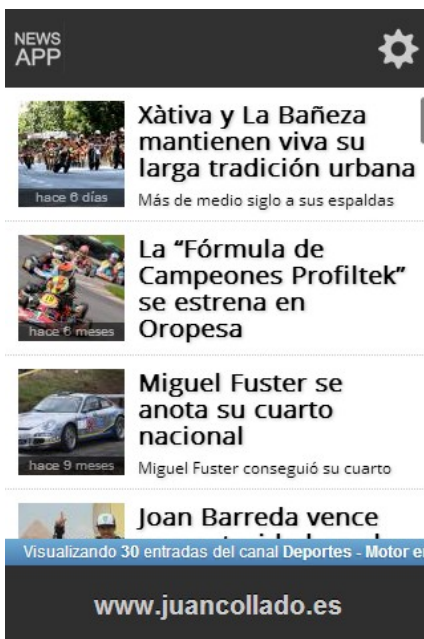 NEWS
APP
Xàtiva y La Bañeza
mantienen viva su
larga tradición urbana
hace 6 días
Más de medio siglo a sus espaldas
La “Fórmula de
Campeones Profiltek”
se estrena en
Oropesa
hace 6 meses
Miguel Fuster se
anota su cuarto
nacional
hace 9 meses
Miguel Fuster conseguió su cuarto
Joan Barreda vence
Visualizando 30 entradas del canal Deportes - Motor
www.juancollado.es